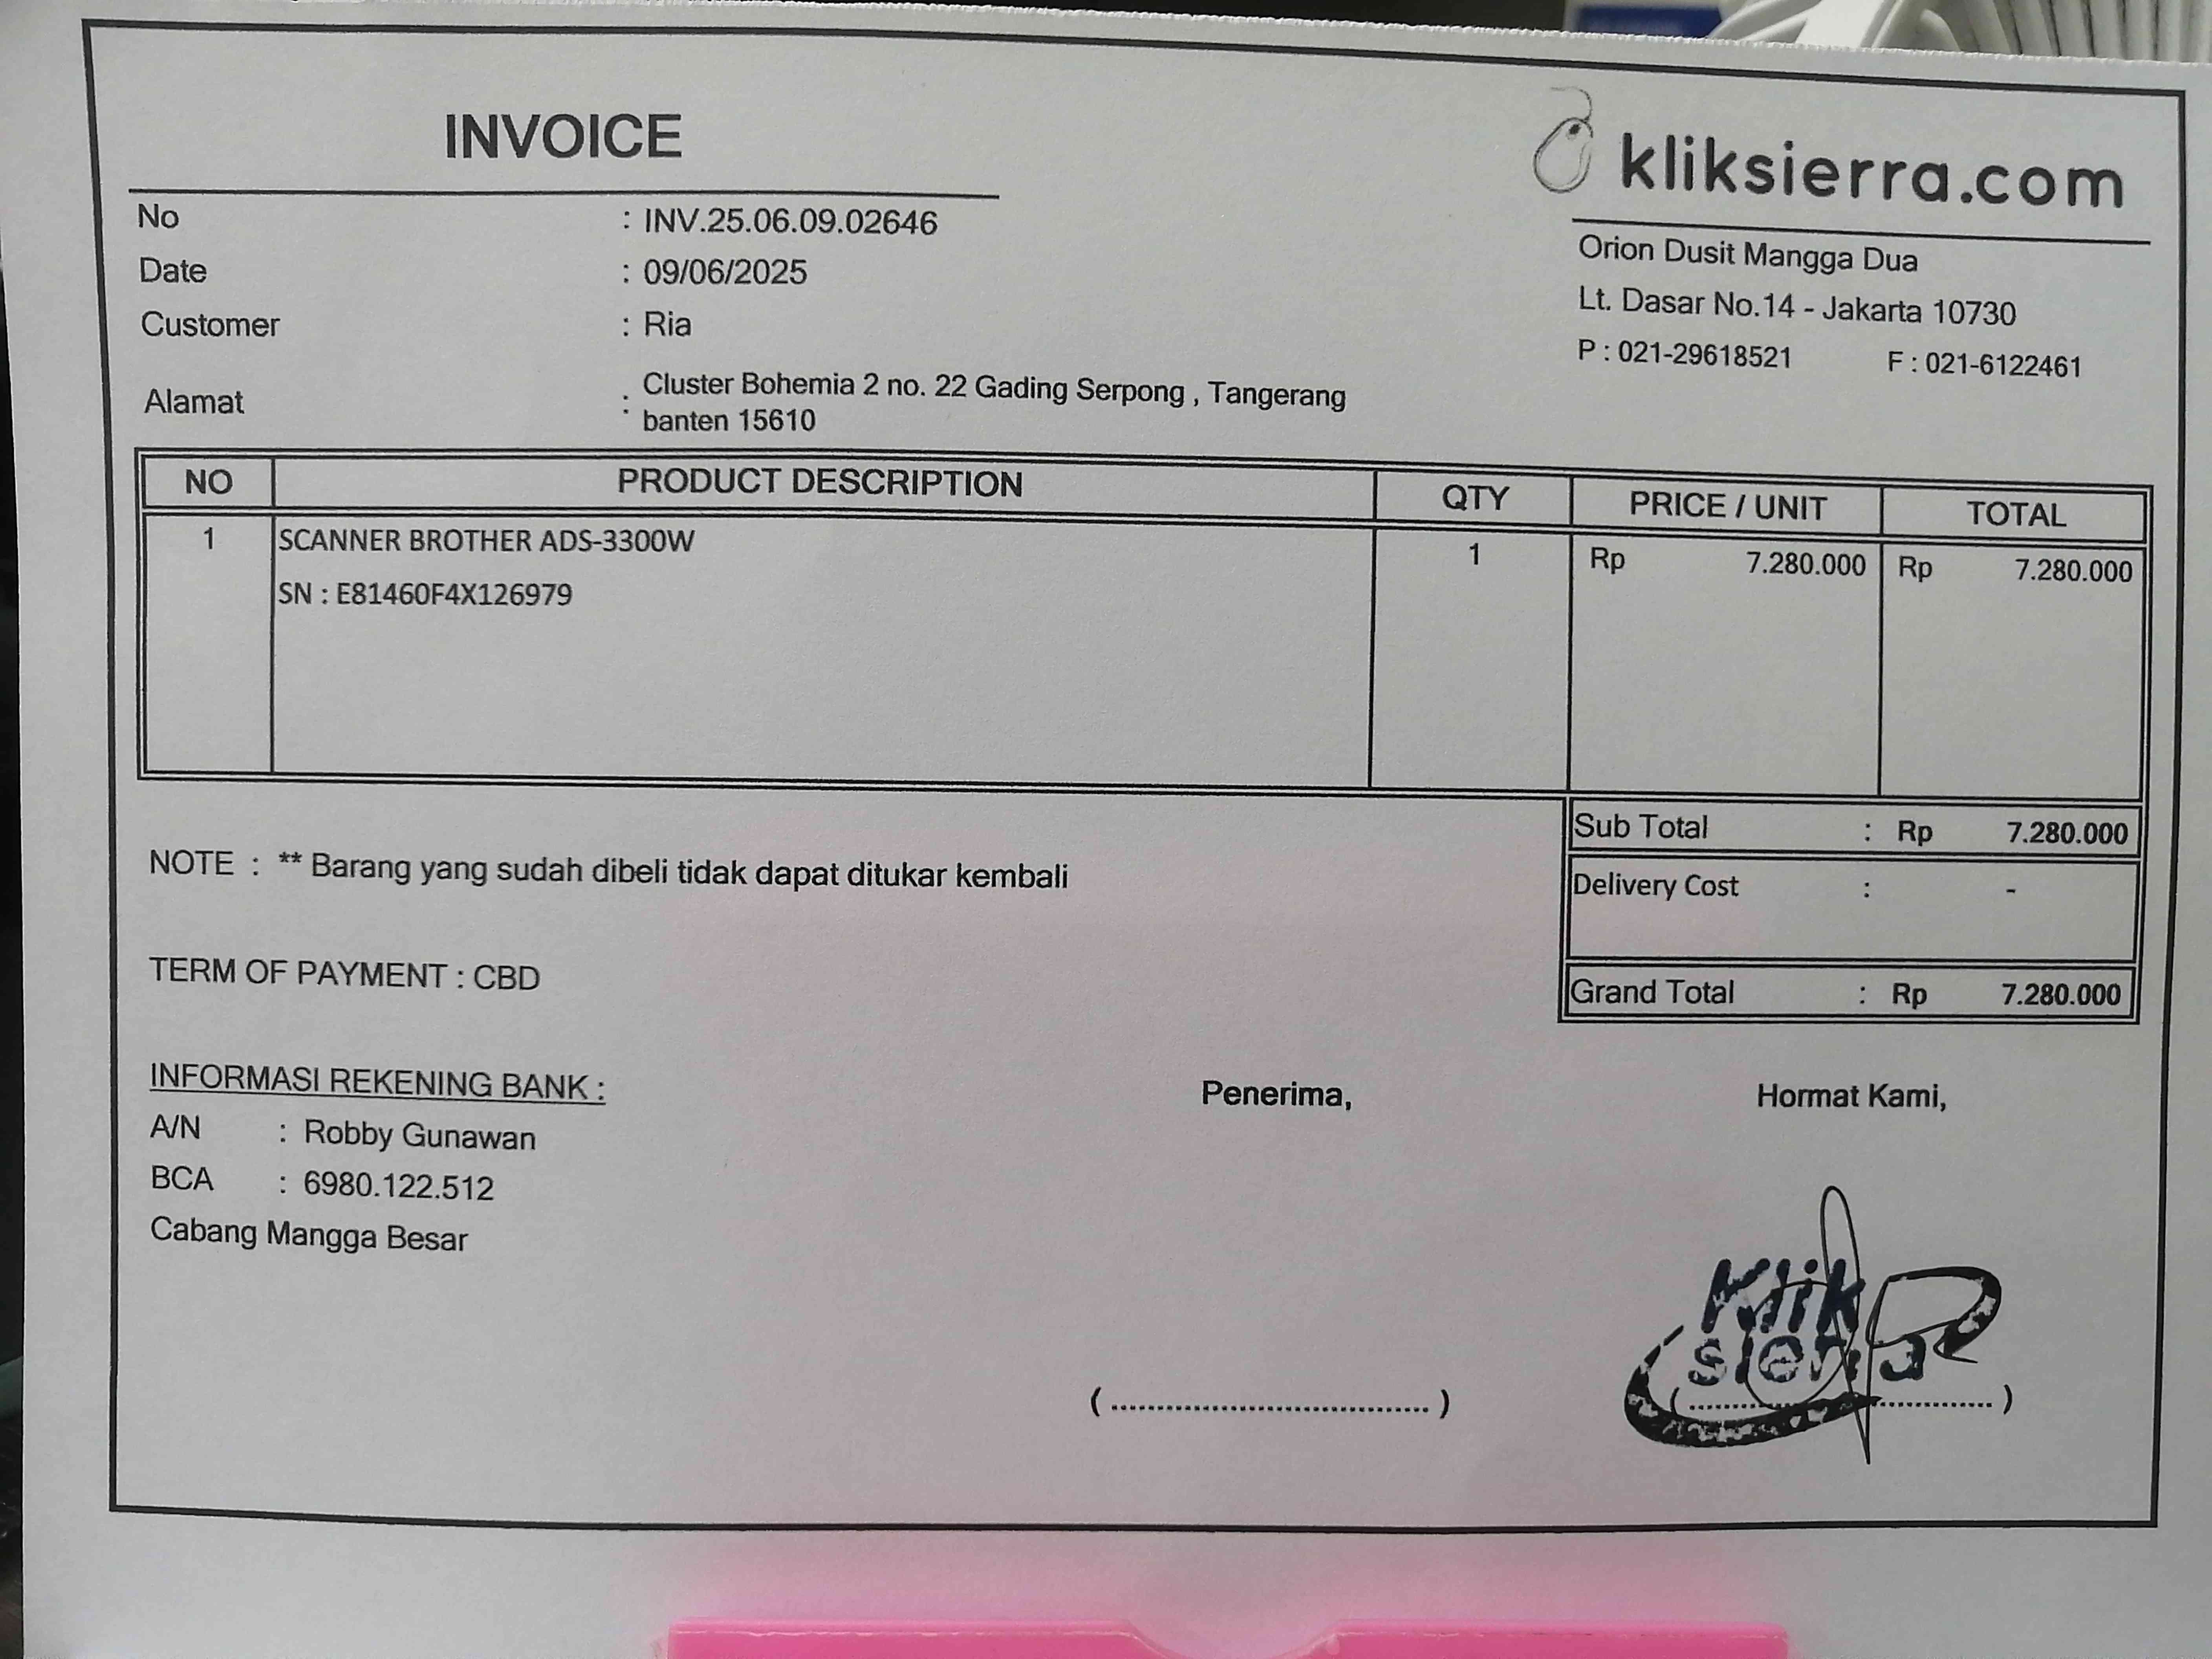 INVOICE
kliksierra.com
No : INV.25.06.09.02646
Date : 09/06/2025
Customer : Ria
Alamat : Cluster Bohemia 2 no. 22 Gading Serpong , Tangerang
banten 15610
Orion Dusit Mangga Dua
Lt. Dasar No.14 - Jakarta 10730
P : 021-29618521 F : 021-6122461
NO PRODUCT DESCRIPTION QTY PRICE / UNIT TOTAL
1 SCANNER BROTHER ADS-3300W 1 Rp 7.280.000 Rp 7.280.000
SN : E81460F4X126979
Sub Total : Rp 7.280.000
NOTE : ** Barang yang sudah dibeli tidak dapat ditukar kembali
Delivery Cost : -
TERM OF PAYMENT : CBD
Grand Total : Rp 7.280.000
INFORMASI REKENING BANK :
A/N : Robby Gunawan
BCA : 6980.122.512
Cabang Mangga Besar
Penerima,
Hormat Kami,
Klik
sierra
(....................................) (....................................)